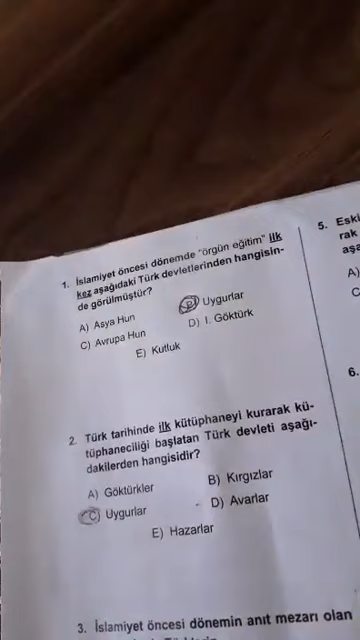 1. İslamiyet öncesi dönemde "örgün eğitim" ilk
kez aşağıdaki Türk devletlerinden hangisin-
de görülmüştür?
A) Asya Hun
B) Uygurlar
C) Avrupa Hun
D) I. Göktürk
E) Kutluk
2. Türk tarihinde ilk kütüphaneyi kurarak kü-
tüphaneciliği başlatan Türk devleti aşağı-
dakilerden hangisidir?
A) Göktürkler
B) Kırgızlar
C) Uygurlar
D) Avarlar
E) Hazarlar
3. İslamiyet öncesi dönemin anıt mezarı olan
5. Eski
rak
A)
C
6.